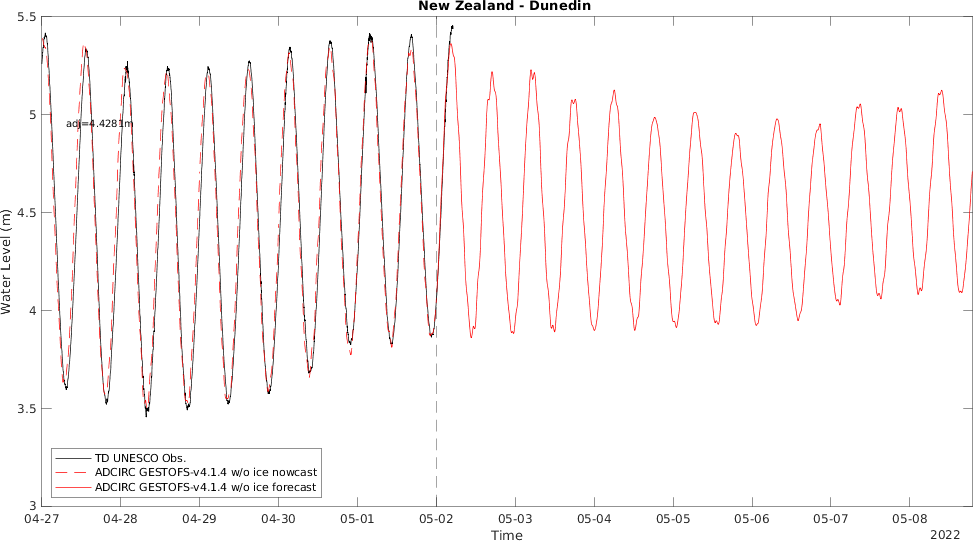 New Zealand - Dunedin
5.5
5
4.5
4
3.5
3
Water Level (m)
adj=4.4281m
TD UNESCO Obs.
ADCIRC GESTOFS-v4.1.4 w/o ice nowcast
ADCIRC GESTOFS-v4.1.4 w/o ice forecast
04-27 04-28 04-29 04-30 05-01 05-02 05-03 05-04 05-05 05-06 05-07 05-08
Time
2022